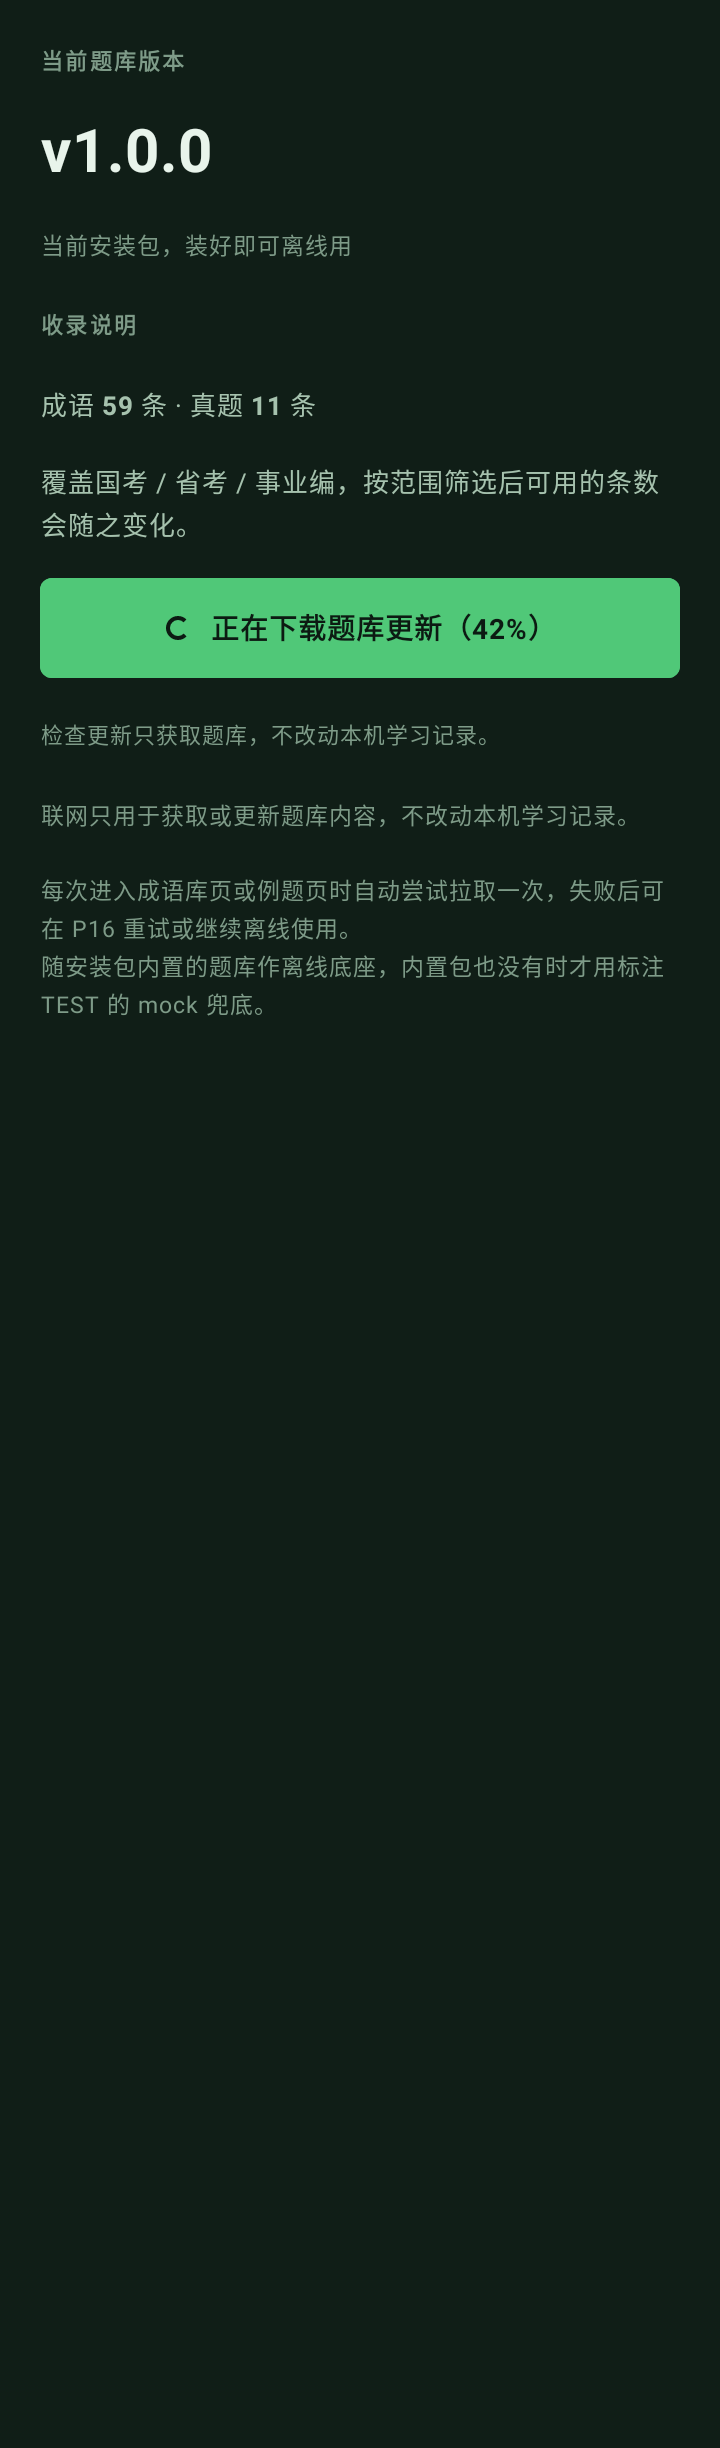 当前题库版本
v1.0.0
当前安装包，装好即可离线用
收录说明
成语 59 条 · 真题 11 条
覆盖国考 / 省考 / 事业编，按范围筛选后可用的条数
会随之变化。
正在下载题库更新（42%）
检查更新只获取题库，不改动本机学习记录。
联网只用于获取或更新题库内容，不改动本机学习记录。
每次进入成语库页或例题页时自动尝试拉取一次，失败后可
在 P16 重试或继续离线使用。
随安装包内置的题库作离线底座，内置包也没有时才用标注
TEST 的 mock 兜底。